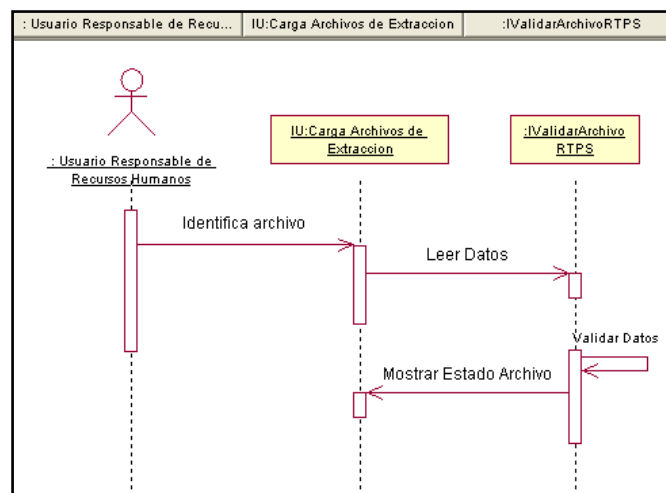 : Usuario Responsable de Recu...
IU:Carga Archivos de Extraccion
:IValidarArchivoRTPS
: Usuario Responsable de
Recursos Humanos
IU:Carga Archivos de
Extraccion
:IValidarArchivo
RTPS
Identifica archivo
Leer Datos
Validar Datos
Mostrar Estado Archivo